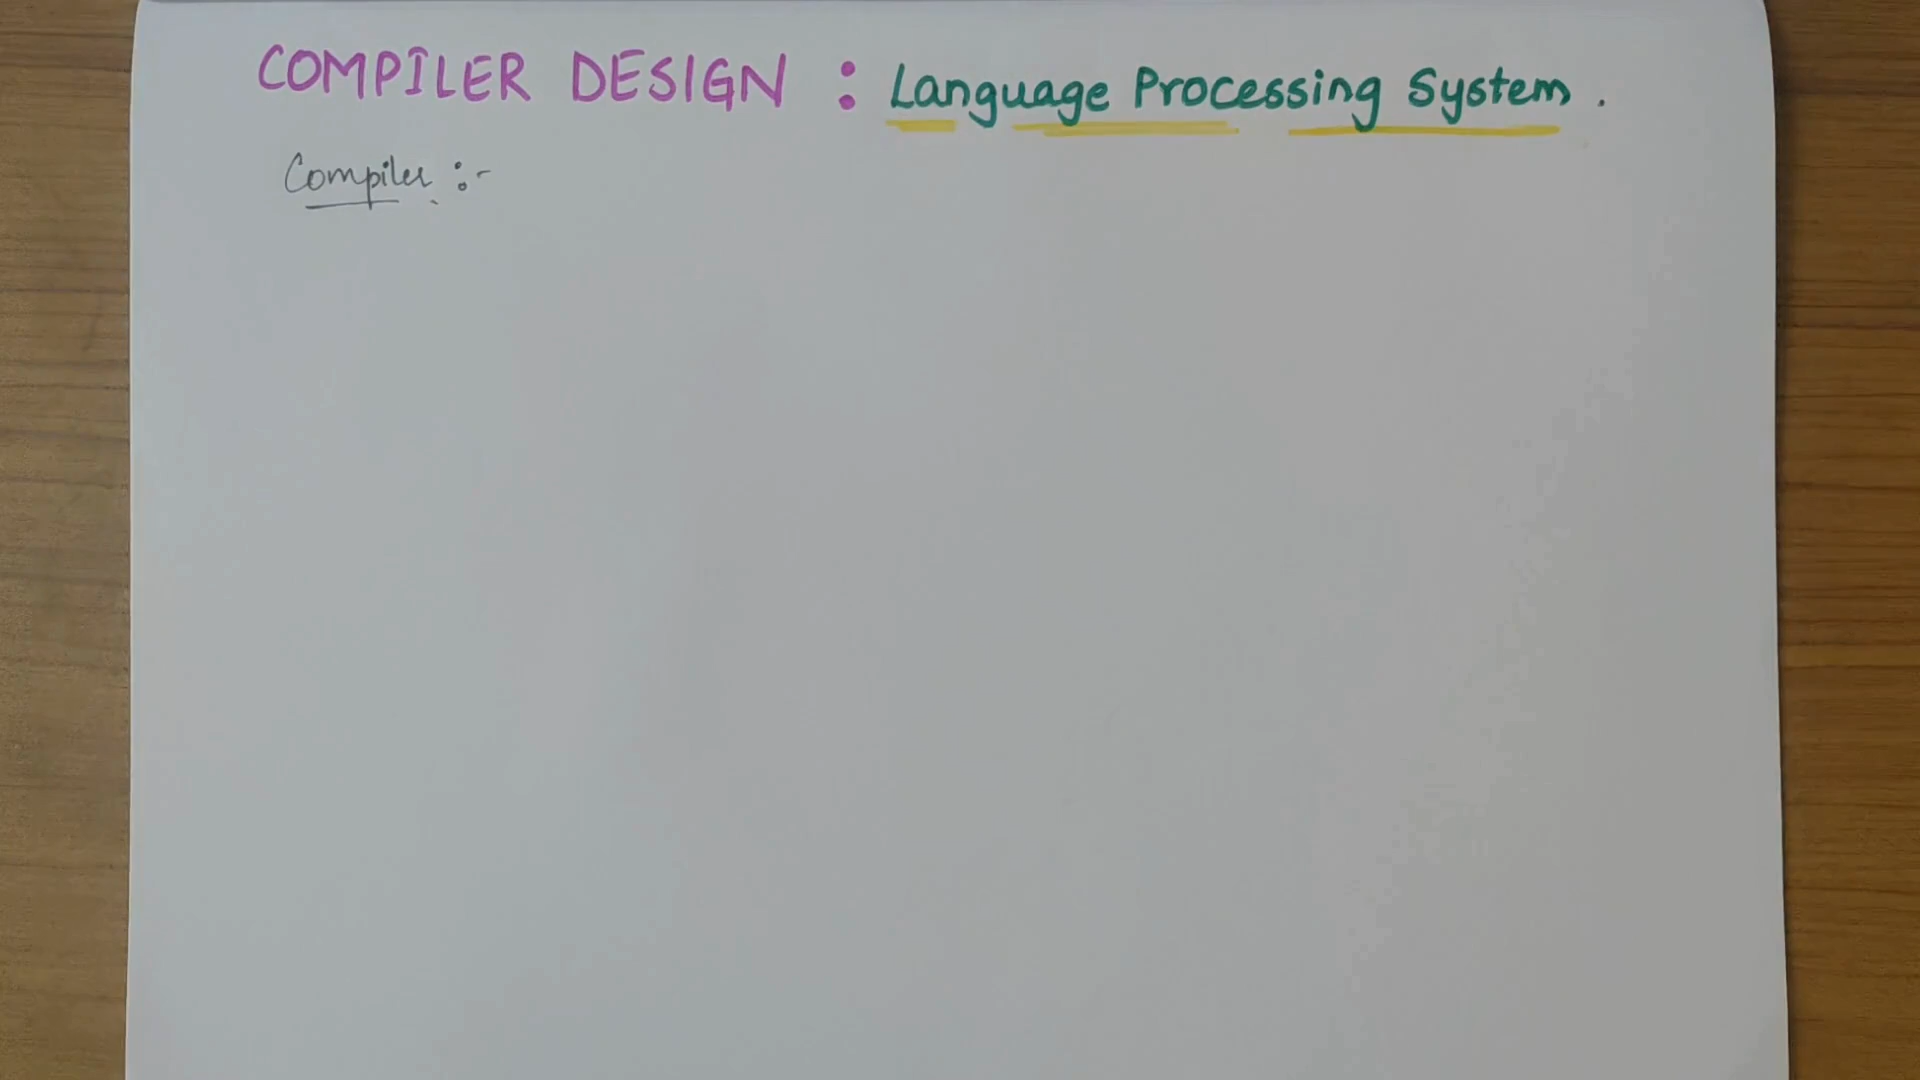 COMPILER DESIGN : Language Processing System .
Compiler :-